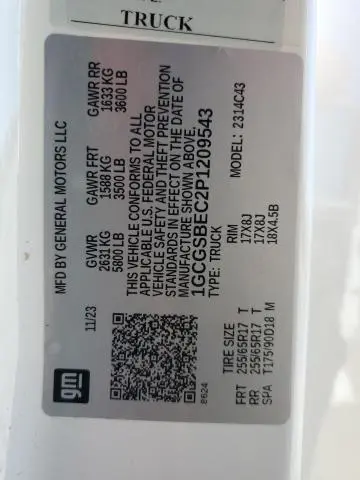 TRUCK
MFD BY GENERAL MOTORS LLC
GVWR GAWR FRT GAWR RR
2631 KG 1588 KG 1633 KG
5800 LB 3500 LB 3600 LB
THIS VEHICLE CONFORMS TO ALL
APPLICABLE U.S. FEDERAL MOTOR
VEHICLE SAFETY AND THEFT PREVENTION
STANDARDS IN EFFECT ON THE DATE OF
MANUFACTURE SHOWN ABOVE.
1GCGSBEC2P1209543
TYPE: TRUCK MODEL: 2314C43
11/23
gm
8624
TIRE SIZE RIM
FRT 255/65R17 T 17X8J
RR 255/65R17 T 17X8J
SPA T175/90D18 M 18X4.5B